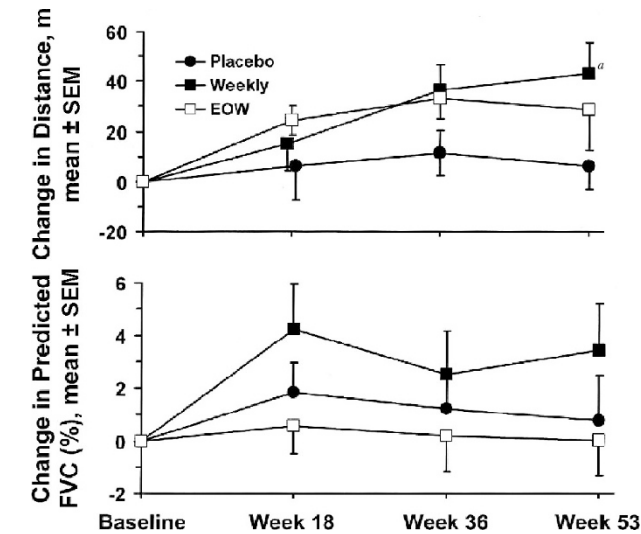 Change in Distance, m
mean ± SEM
60
40
20
0
-20
Placebo
Weekly
EOW
a
Change in Predicted
FVC (%), mean ± SEM
6
4
2
0
-2
Baseline Week 18 Week 36 Week 53